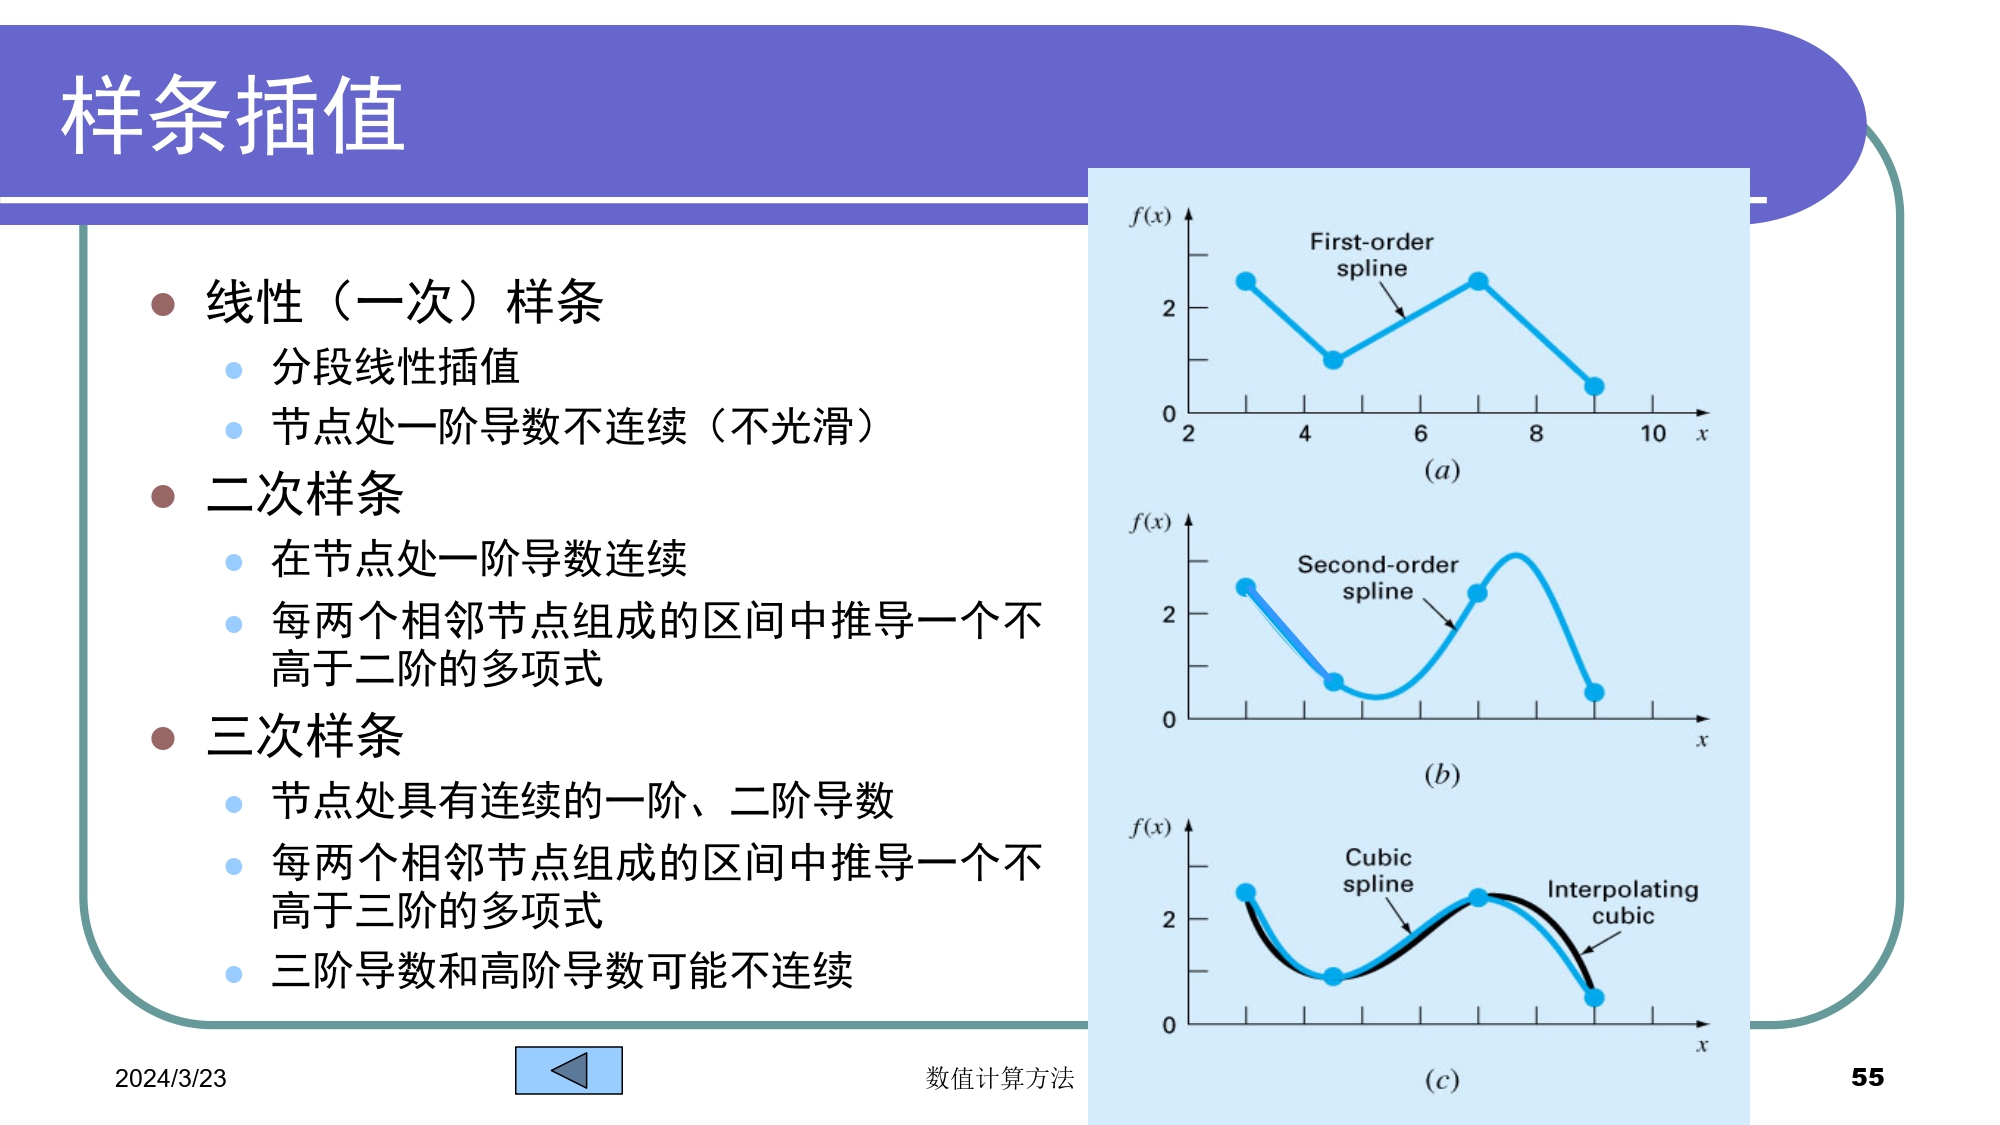 样条插值
线性（一次）样条
分段线性插值
节点处一阶导数不连续（不光滑）
二次样条
在节点处一阶导数连续
每两个相邻节点组成的区间中推导一个不
高于二阶的多项式
三次样条
节点处具有连续的一阶、二阶导数
每两个相邻节点组成的区间中推导一个不
高于三阶的多项式
三阶导数和高阶导数可能不连续
f(x)
First-order
spline
2
0
2 4 6 8 10 x
(a)
f(x)
Second-order
spline
2
0
x
(b)
f(x)
Cubic
spline
Interpolating
cubic
2
0
x
(c)
2024/3/23
数值计算方法
55